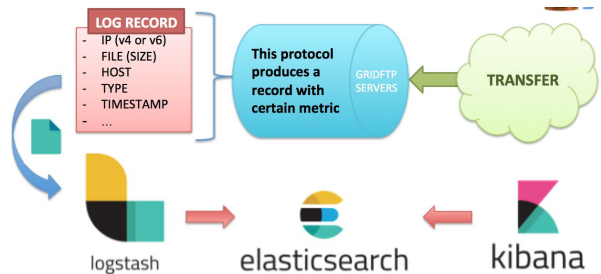 LOG RECORD
- IP (v4 or v6)
- FILE (SIZE)
- HOST
- TYPE
- TIMESTAMP
- ...
This protocol
produces a
record with
certain metric
GRIDFTP
SERVERS
TRANSFER
logstash
elasticsearch
kibana